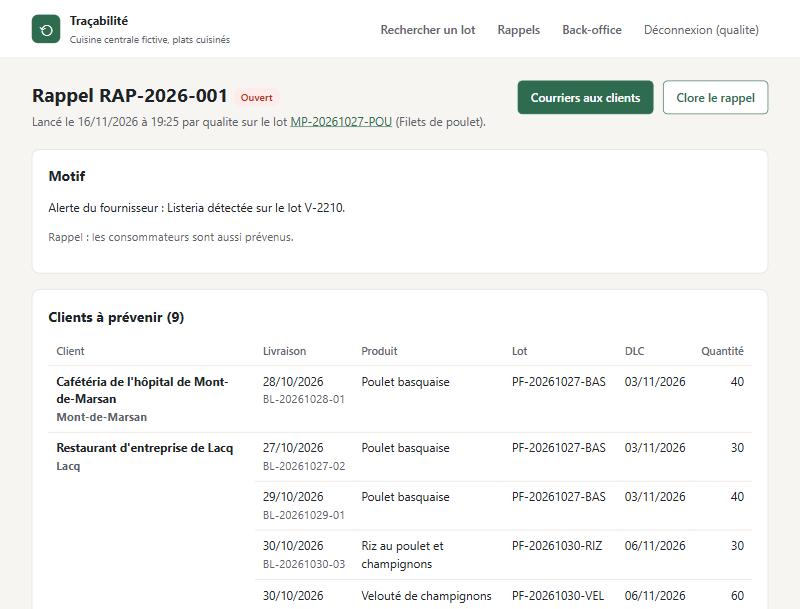 Traçabilité
Cuisine centrale fictive, plats cuisinés
Rechercher un lot Rappels Back-office Déconnexion (qualite)
Rappel RAP-2026-001 Ouvert
Courriers aux clients Clore le rappel
Lancé le 16/11/2026 à 19:25 par qualite sur le lot MP-20261027-POU (Filets de poulet).
Motif
Alerte du fournisseur : Listeria détectée sur le lot V-2210.
Rappel : les consommateurs sont aussi prévenus.
Clients à prévenir (9)
Client Livraison Produit Lot DLC Quantité
Cafétéria de l'hôpital de Mont- 28/10/2026 Poulet basquaise PF-20261027-BAS 03/11/2026 40
de-Marsan BL-20261028-01
Mont-de-Marsan
Restaurant d'entreprise de Lacq 27/10/2026 Poulet basquaise PF-20261027-BAS 03/11/2026 30
Lacq BL-20261027-02
29/10/2026 Poulet basquaise PF-20261027-BAS 03/11/2026 40
BL-20261029-01
30/10/2026 Riz au poulet et PF-20261030-RIZ 06/11/2026 30
BL-20261030-03 champignons
30/10/2026 Velouté de champignons PF-20261030-VEL 06/11/2026 60